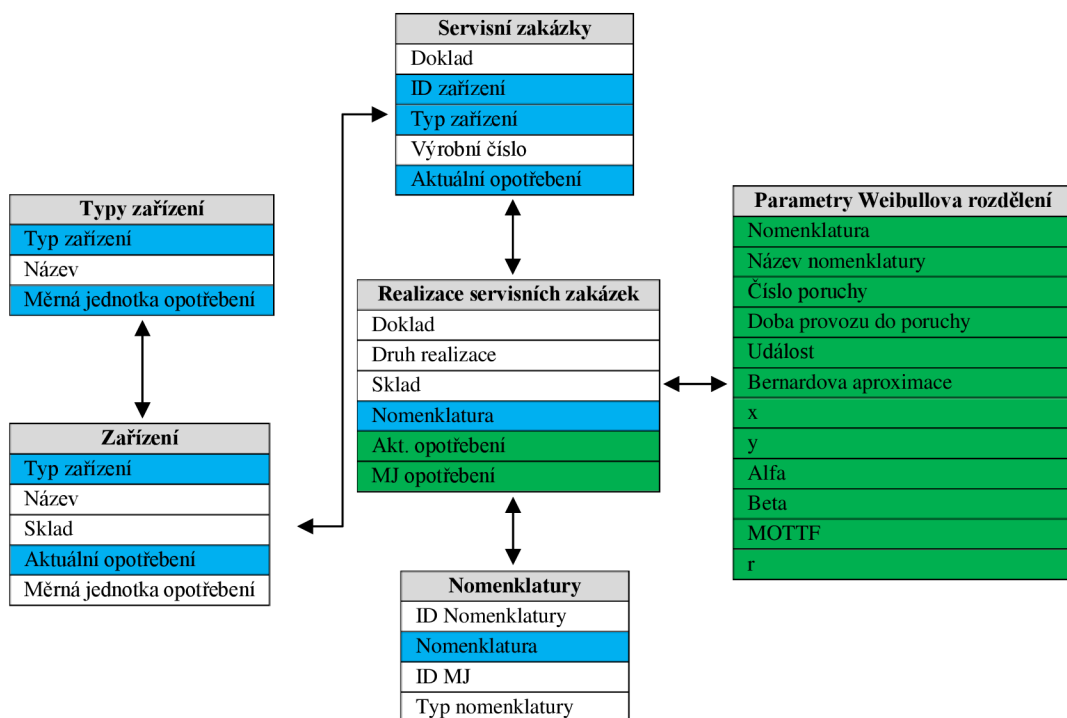 Servisní zakázky
Doklad
ID zařízení
Typ zařízení
Výrobní číslo
Aktuální opotřebení
Typy zařízení
Typ zařízení
Název
Měrná jednotka opotřebení
Zařízení
Typ zařízení
Název
Sklad
Aktuální opotřebení
Měrná jednotka opotřebení
Realizace servisních zakázek
Doklad
Druh realizace
Sklad
Nomenklatura
Akt. opotřebení
MJ opotřebení
Nomenklatury
ID Nomenklatury
Nomenklatura
ID MJ
Typ nomenklatury
Parametry Weibullova rozdělení
Nomenklatura
Název nomenklatury
Číslo poruchy
Doba provozu do poruchy
Událost
Bernardova aproximace
x
y
Alfa
Beta
MOTTF
r